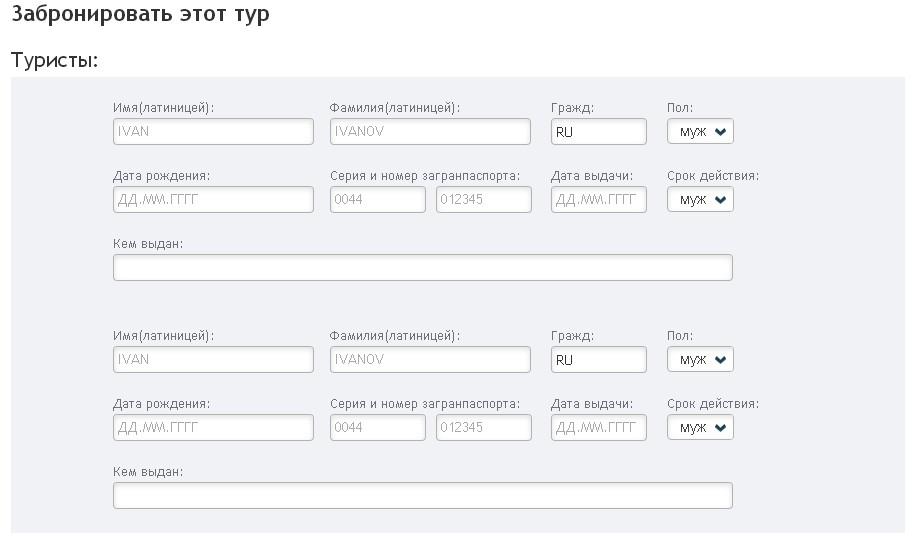 Забронировать этот тур
Туристы:
Имя(латиницей): Фамилия(латиницей): Гражд: Пол:
IVAN IVANOV RU муж
Дата рождения: Серия и номер загранпаспорта: Дата выдачи: Срок действия:
ДД.ММ.ГГГГ 0044 012345 ДД.ММ.ГГГГ муж
Кем выдан:
Имя(латиницей): Фамилия(латиницей): Гражд: Пол:
IVAN IVANOV RU муж
Дата рождения: Серия и номер загранпаспорта: Дата выдачи: Срок действия:
ДД.ММ.ГГГГ 0044 012345 ДД.ММ.ГГГГ муж
Кем выдан: